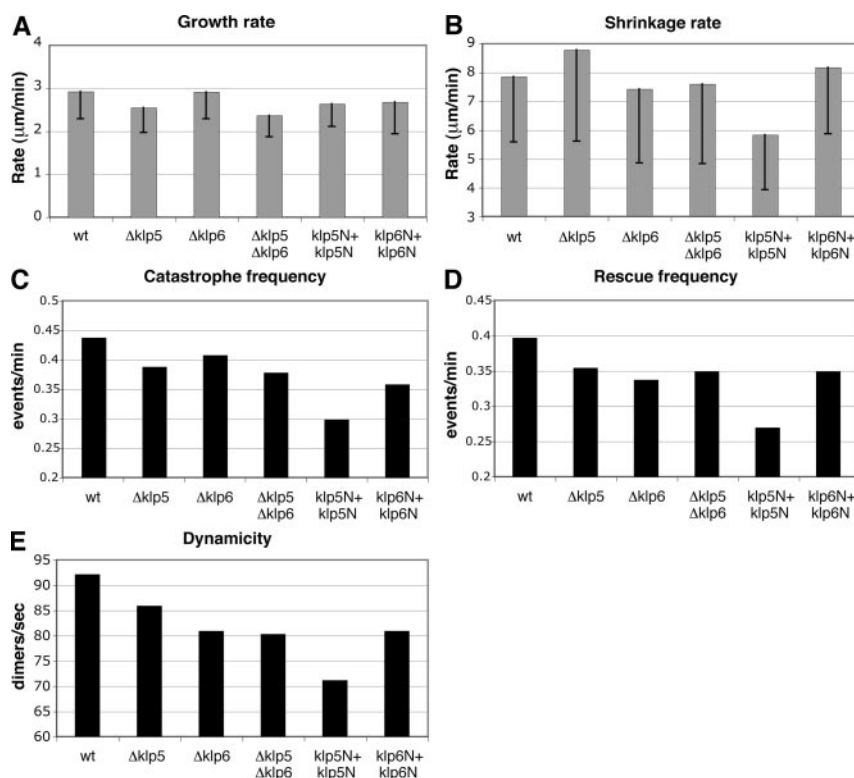 A
Growth rate
4
3
2
1
0
Rate (μm/min)
wt Δklp5 Δklp6 Δklp5 klp5N+ klp6N+
Δklp6 klp5N klp6N
B
Shrinkage rate
9
8
7
6
5
4
3
Rate (μm/min)
wt Δklp5 Δklp6 Δklp5 klp5N+ klp6N+
Δklp6 klp5N klp6N
C
Catastrophe frequency
0.5
0.45
0.4
0.35
0.3
0.25
0.2
events/min
wt Δklp5 Δklp6 Δklp5 klp5N+ klp6N+
Δklp6 klp5N klp6N
D
Rescue frequency
0.45
0.4
0.35
0.3
0.25
0.2
events/min
wt Δklp5 Δklp6 Δklp5 klp5N+ klp6N+
Δklp6 klp5N klp6N
E
Dynamicity
95
90
85
80
75
70
65
60
dimers/sec
wt Δklp5 Δklp6 Δklp5 klp5N+ klp6N+
Δklp6 klp5N klp6N